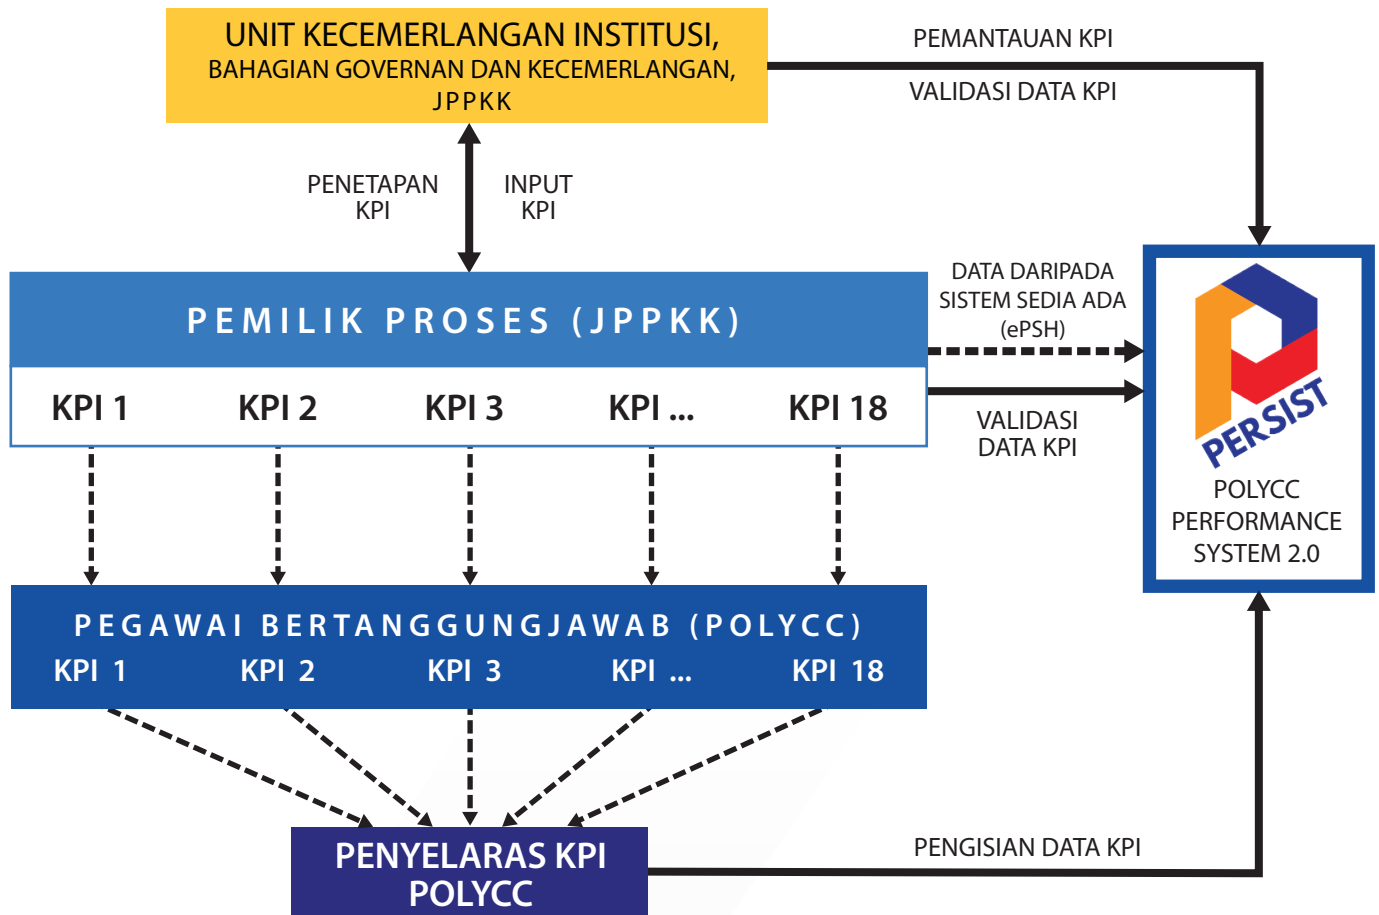 UNIT KECEMERLANGAN INSTITUSI,
BAHAGIAN GOVERNAN DAN KECEMERLANGAN,
JPPKK
PEMANTAUAN KPI
VALIDASI DATA KPI
PENETAPAN
KPI
INPUT
KPI
PEMILIK PROSES (JPPKK)
KPI 1
KPI 2
KPI 3
KPI ...
KPI 18
DATA DARIPADA
SISTEM SEDIA ADA
(ePSH)
VALIDASI
DATA KPI
PERSIST
POLYCC
PERFORMANCE
SYSTEM 2.0
PEGAWAI BERTANGGUNGJAWAB (POLYCC)
KPI 1
KPI 2
KPI 3
KPI ...
KPI 18
PENYELARAS KPI
POLYCC
PENGISIAN DATA KPI